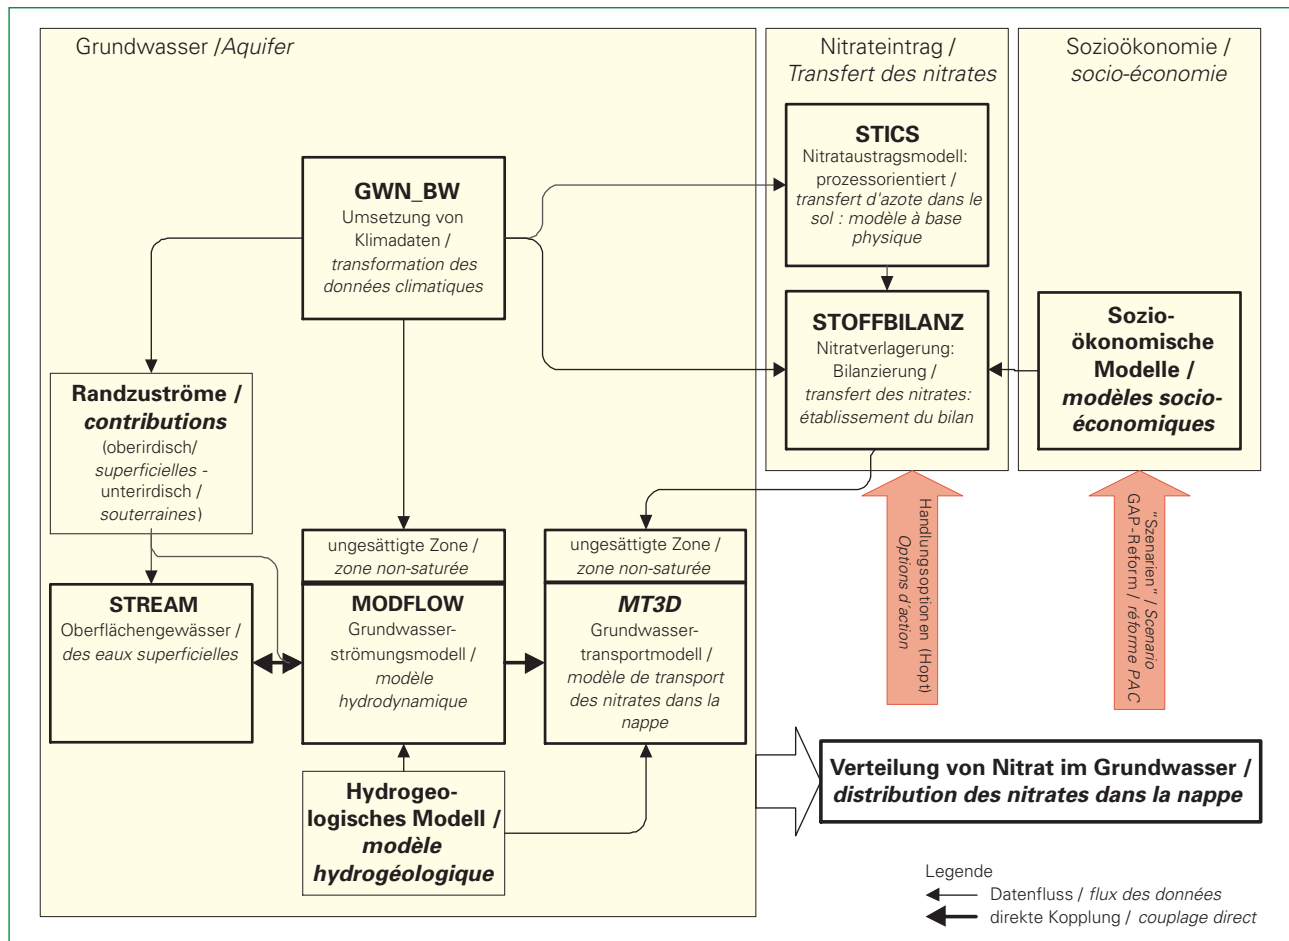 Grundwasser /Aquifer
Nitrateintrag /
Transfert des nitrates
Sozioökonomie /
socio-économie
STICS
Nitrataustragsmodell:
prozessorientiert /
transfert d'azote dans le
sol : modèle à base
physique
GWN_BW
Umsetzung von
Klimadaten /
transformation des
données climatiques
STOFFBILANZ
Nitratverlagerung:
Bilanzierung /
transfert des nitrates:
établissement du bilan
Sozio-
ökonomische
Modelle /
modèles socio-
économiques
Randzuströme /
contributions
(oberirdisch/
superficielles -
unterirdisch /
souterraines)
ungesättigte Zone /
zone non-saturée
ungesättigte Zone /
zone non-saturée
STREAM
Oberflächengewässer /
des eaux superficielles
MODFLOW
Grundwasser-
strömungsmodell /
modèle
hydrodynamique
MT3D
Grundwasser-
transportmodell /
modèle de transport
des nitrates dans la
nappe
Handlungsoptionen (Hopt)
Options d'action
"Szenarien" / Scenario
GAP-Reform / réforme PAC
Hydrogeo-
logisches Modell /
modèle
hydrogéologique
Verteilung von Nitrat im Grundwasser /
distribution des nitrates dans la nappe
Legende
Datenfluss / flux des données
direkte Kopplung / couplage direct